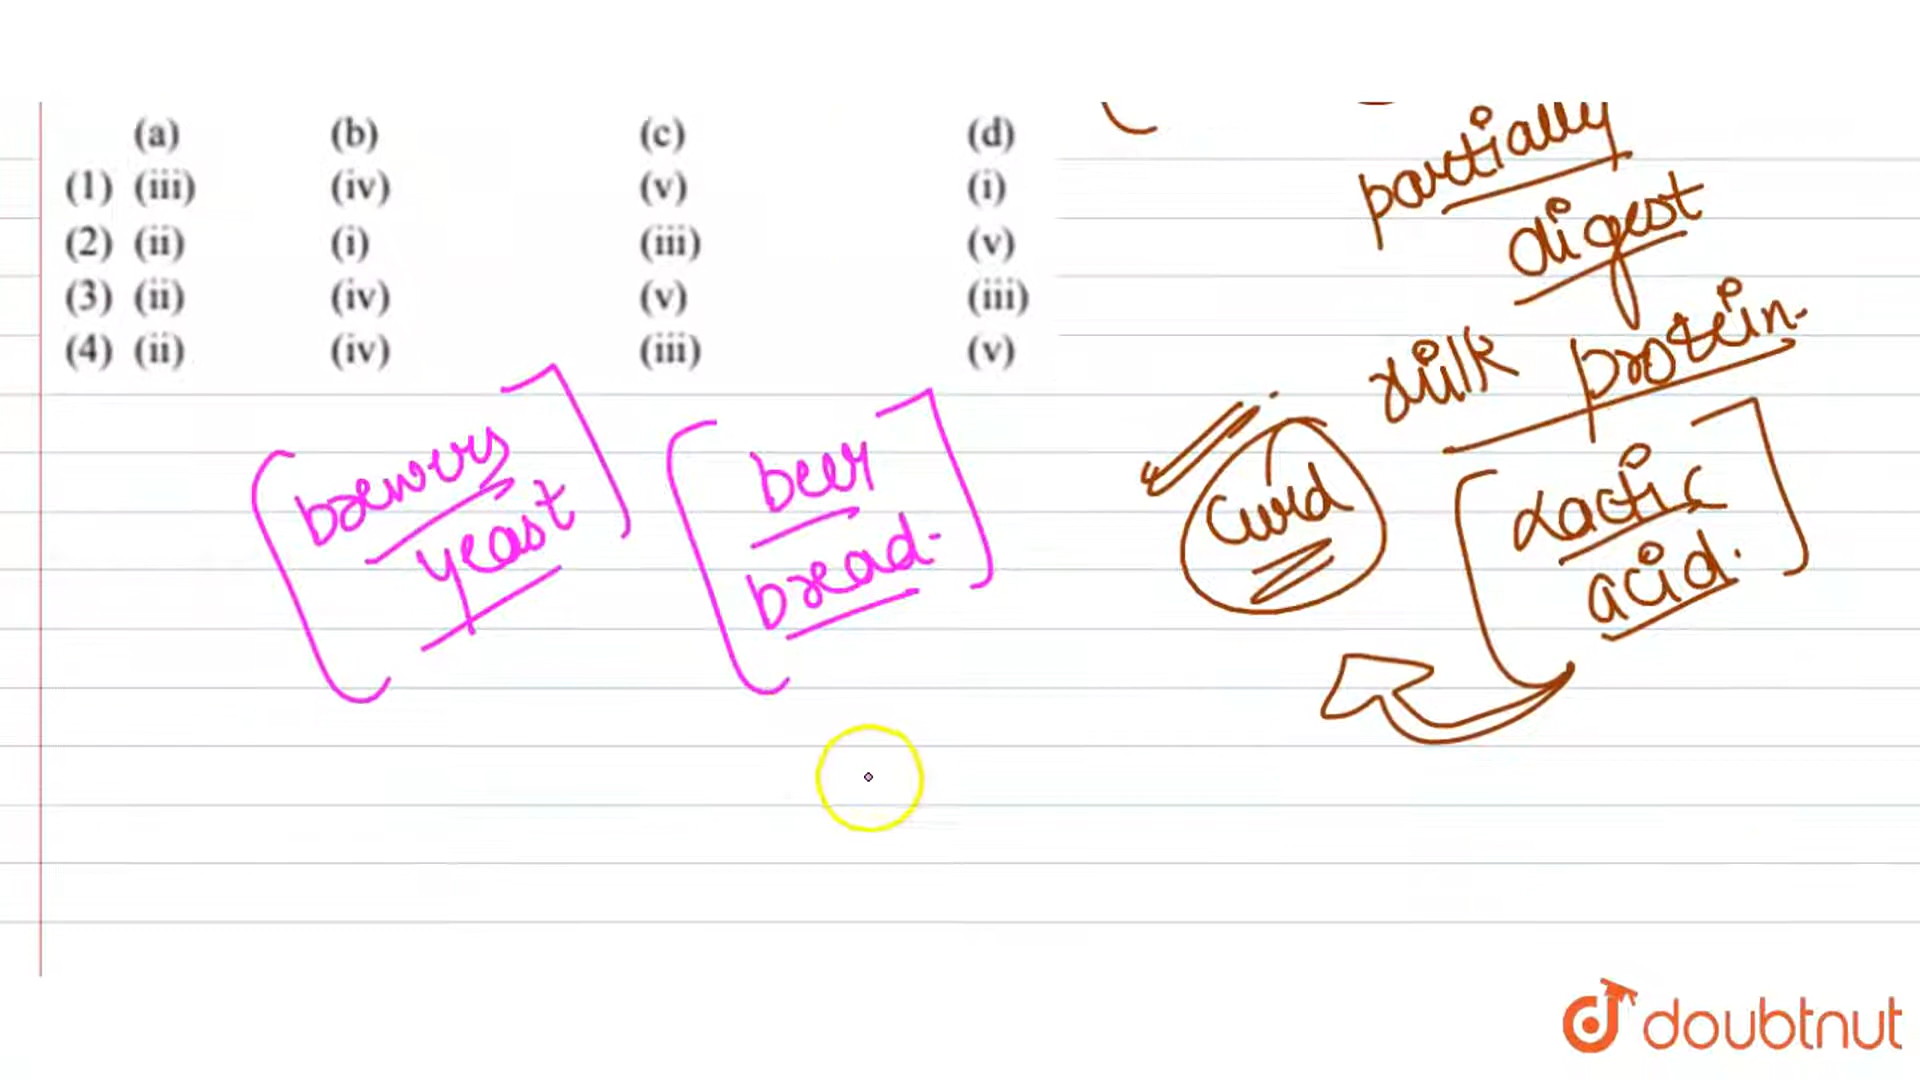 (a) (b) (c) (d)
(1) (iii) (iv) (v) (i)
(2) (ii) (i) (iii) (v)
(3) (ii) (iv) (v) (iii)
(4) (ii) (iv) (iii) (v)
partially
digest
milk protein.
brewers
yeast
beer
bread.
curd
Lactic
acid.
doubtnut